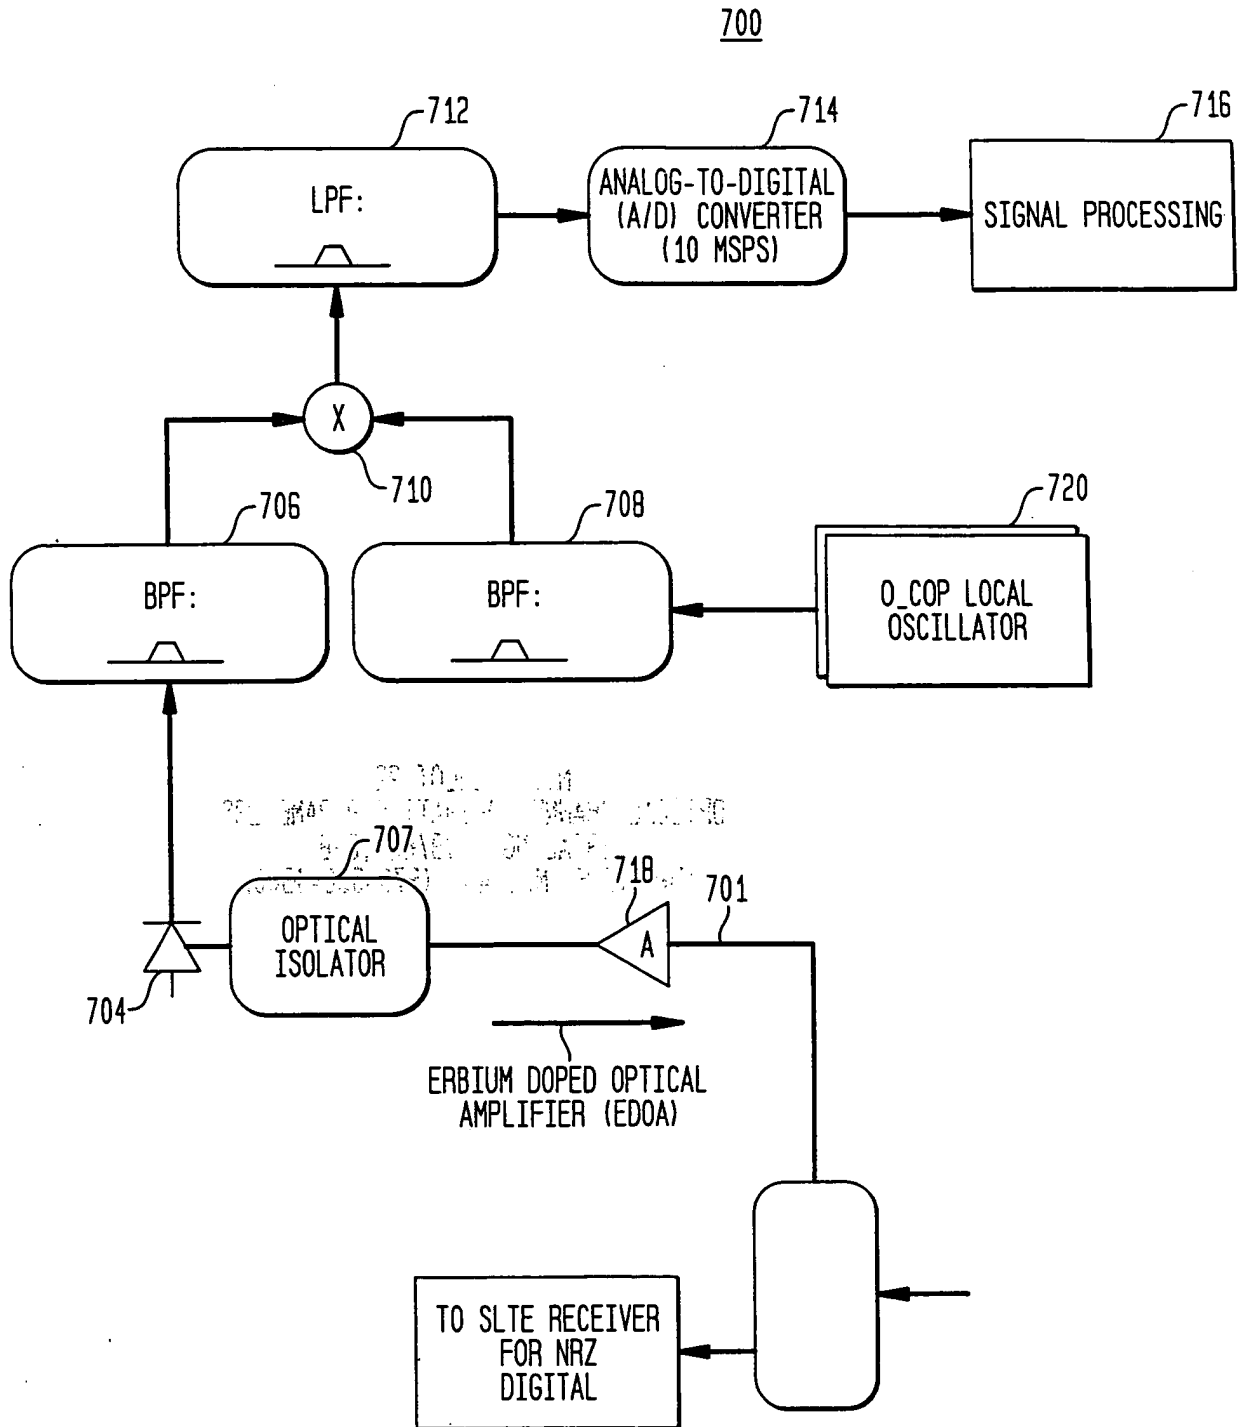 700
712
714
716
LPF:
ANALOG-TO-DIGITAL
(A/D) CONVERTER
(10 MSPS)
SIGNAL PROCESSING
X
710
706
708
720
BPF:
BPF:
O_COP LOCAL
OSCILLATOR
707
718
701
OPTICAL
ISOLATOR
A
704
ERBIUM DOPED OPTICAL
AMPLIFIER (EDOA)
TO SLTE RECEIVER
FOR NRZ
DIGITAL